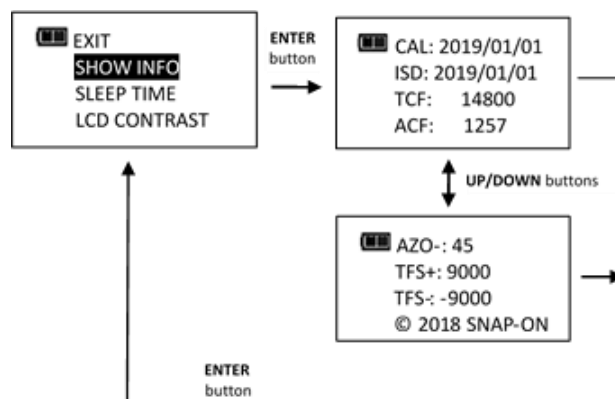 EXIT
SHOW INFO
SLEEP TIME
LCD CONTRAST
ENTER
button
CAL: 2019/01/01
ISD: 2019/01/01
TCF: 14800
ACF: 1257
UP/DOWN buttons
AZO-: 45
TFS+: 9000
TFS-: -9000
© 2018 SNAP-ON
ENTER
button